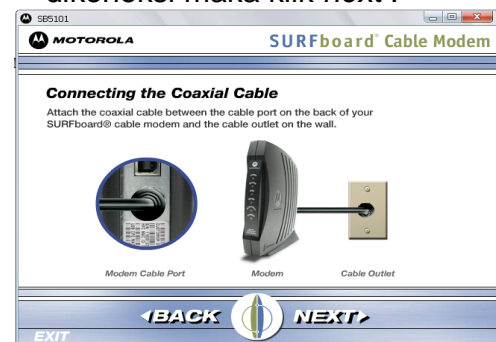 dikoneksi maka klik next .
SB5101
MOTOROLA
SURFboard® Cable Modem
Connecting the Coaxial Cable
Attach the coaxial cable between the cable port on the back of your
SURFboard® cable modem and the cable outlet on the wall.
Modem Cable Port
Modem
Cable Outlet
BACK
NEXT
EXIT